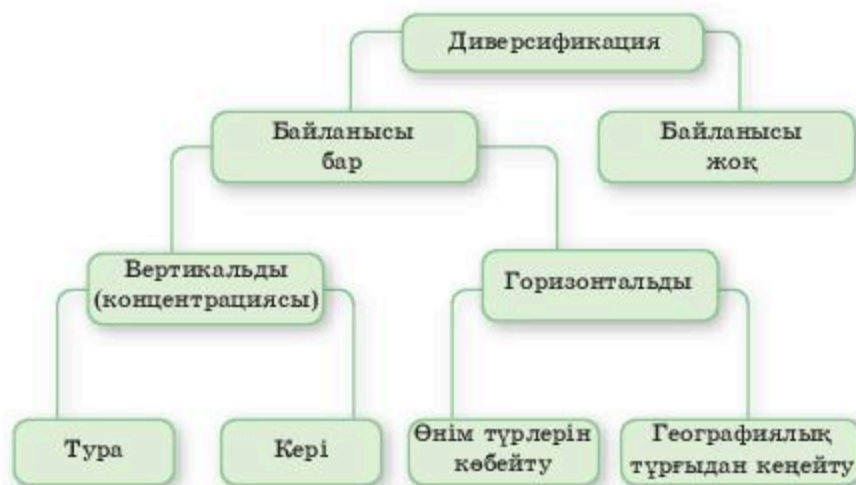 Диверсификация
Байланысы
бар
Байланысы
жоқ
Вертикальды
(концентрациясы)
Горизонтальды
Тура
Кері
Өнім түрлерін
көбейту
Географиялық
тұрғыдан кеңейту